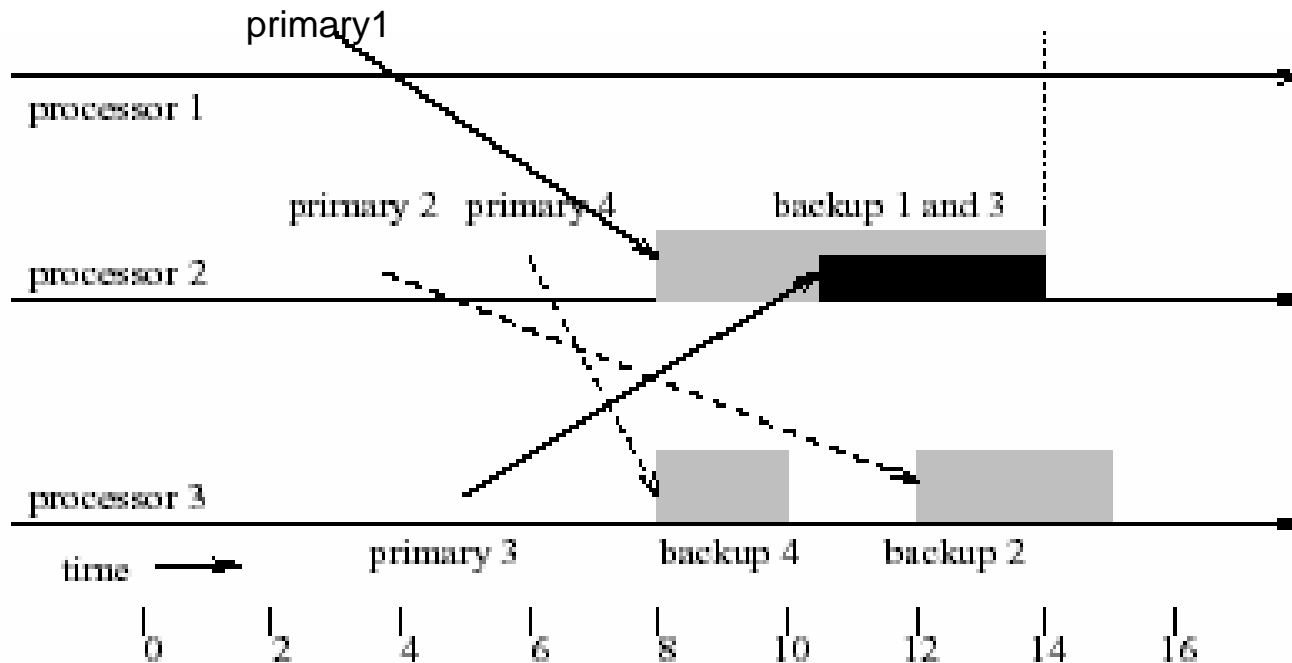 primary1
processor 1
primary 2 primary 4 backup 1 and 3
processor 2
processor 3
primary 3 backup 4 backup 2
time
0 2 4 6 8 10 12 14 16